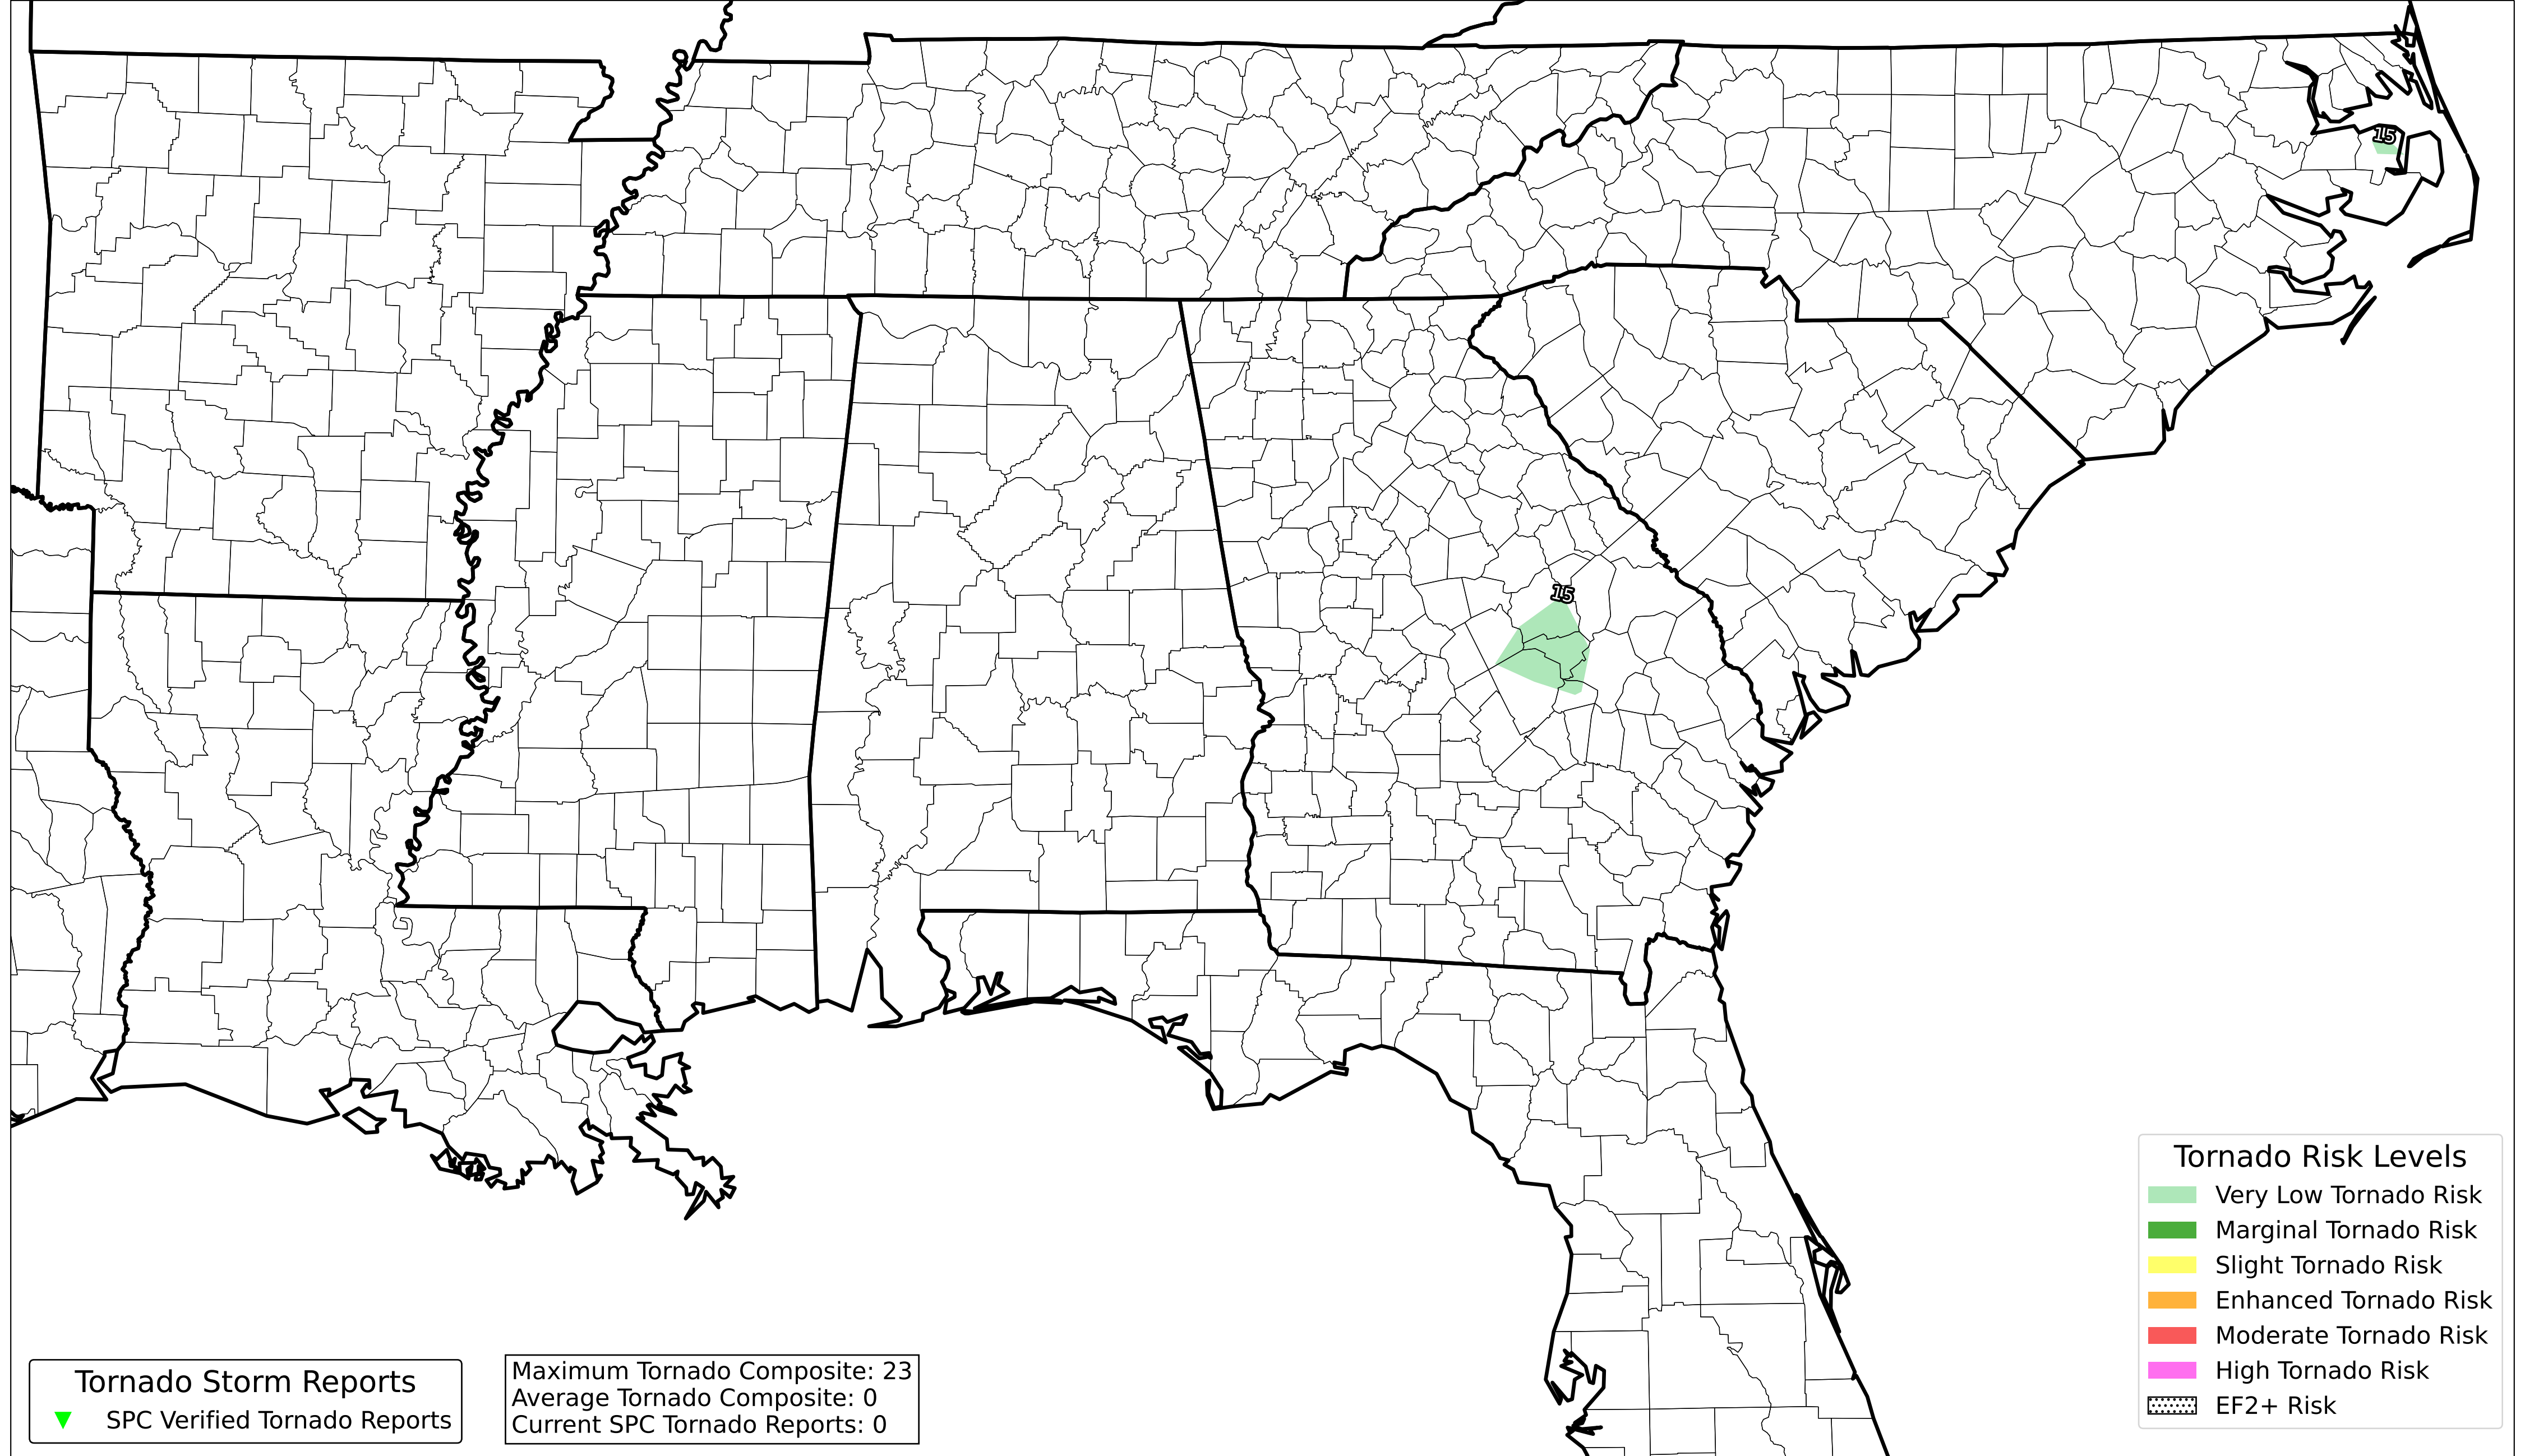 15
15
Tornado Risk Levels
Very Low Tornado Risk
Marginal Tornado Risk
Slight Tornado Risk
Enhanced Tornado Risk
Moderate Tornado Risk
High Tornado Risk
EF2+ Risk
Tornado Storm Reports
SPC Verified Tornado Reports
Maximum Tornado Composite: 23
Average Tornado Composite: 0
Current SPC Tornado Reports: 0